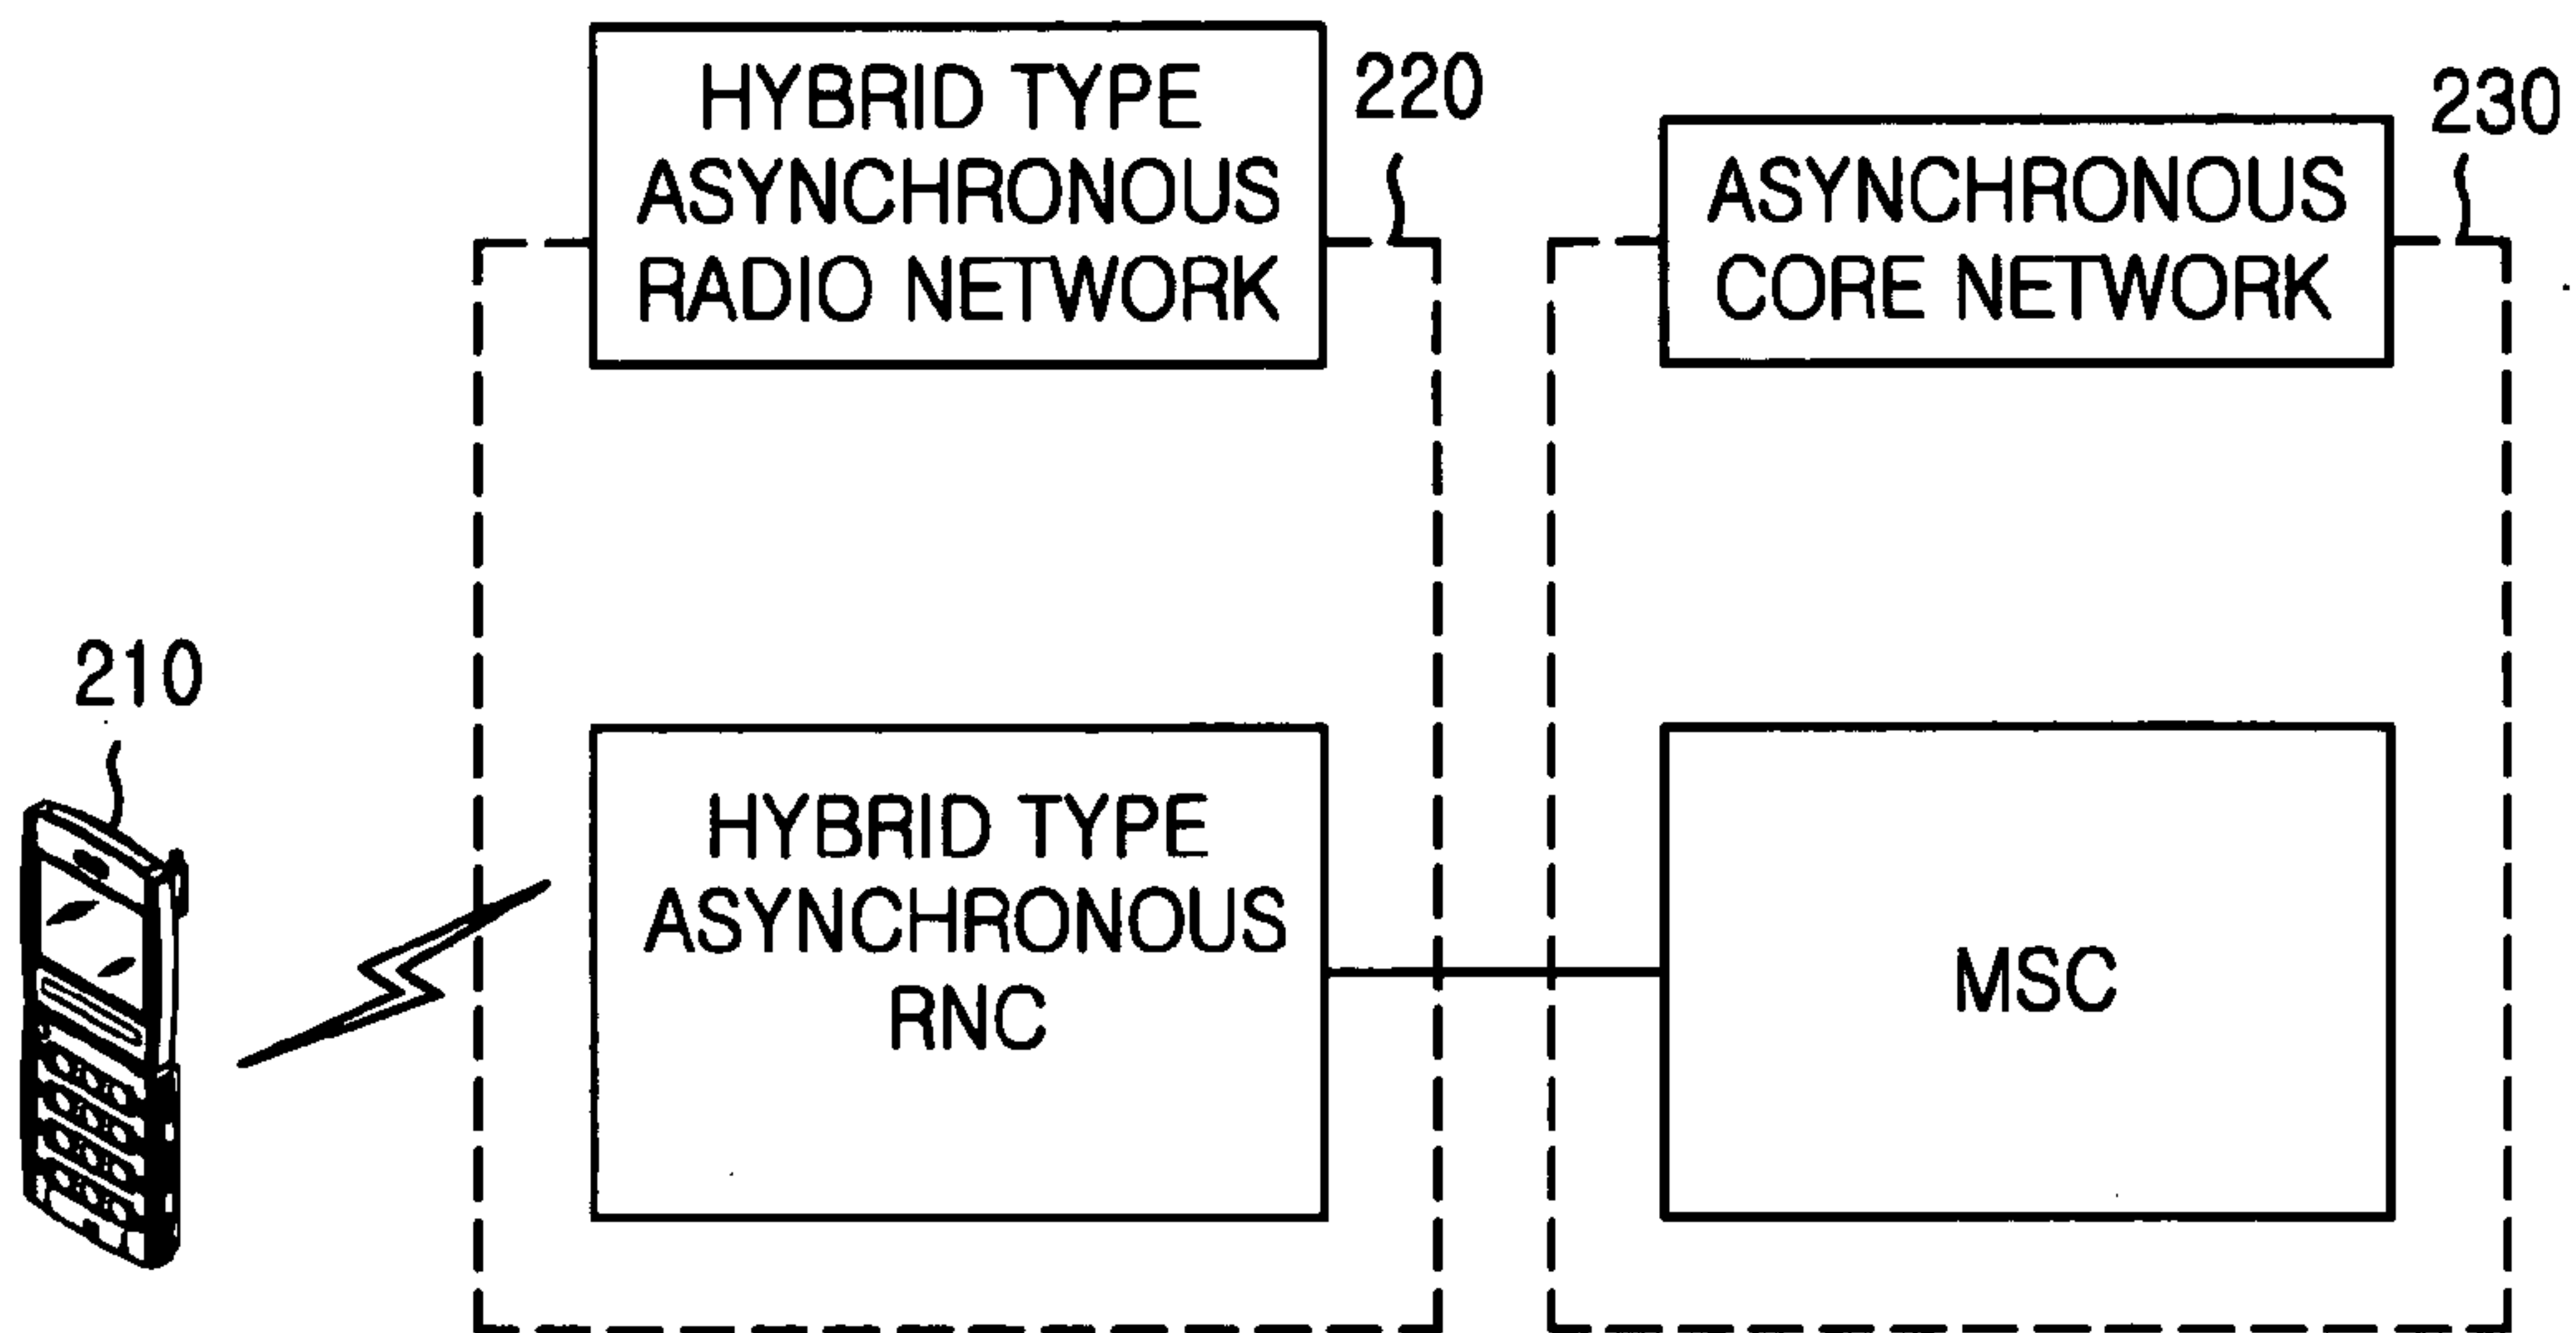 HYBRID TYPE
ASYNCHRONOUS
RADIO NETWORK
220
ASYNCHRONOUS
CORE NETWORK
230
210
HYBRID TYPE
ASYNCHRONOUS
RNC
MSC